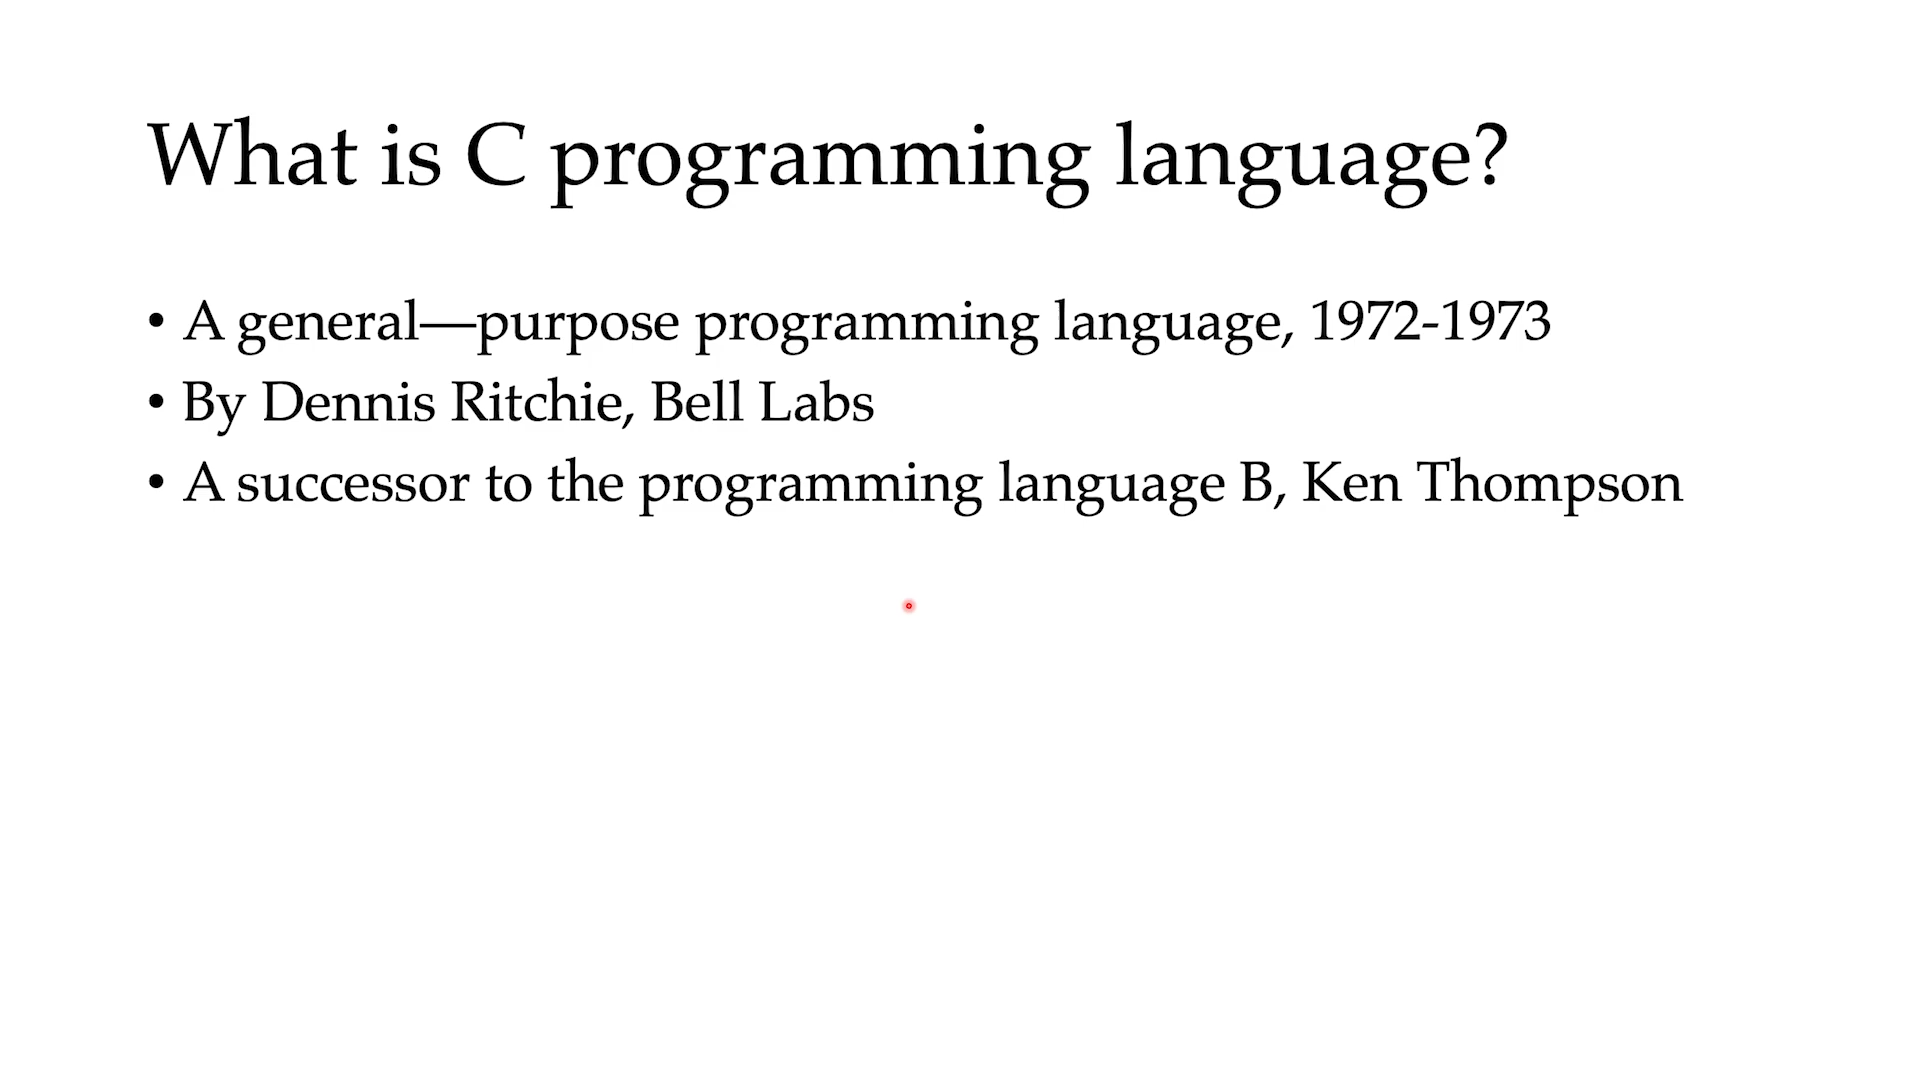 What is C programming language?
• A general—purpose programming language, 1972-1973
• By Dennis Ritchie, Bell Labs
• A successor to the programming language B, Ken Thompson